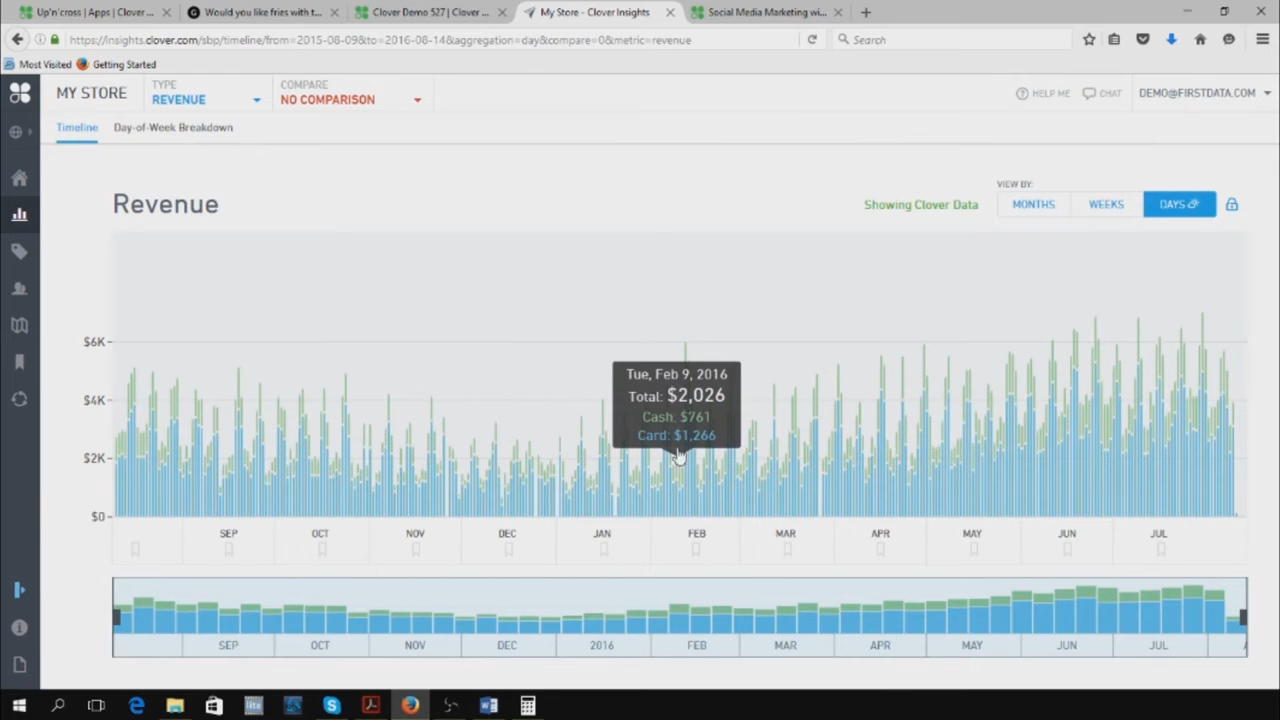 Up'n'cross | Apps | Clover ...
Would you like fries with t...
Clover Demo 527 | Clover ...
My Store - Clover Insights
Social Media Marketing wi...
https://insights.clover.com/sbp/timeline/from=2015-08-09&to=2016-08-14&aggregation=day&compare=0&metric=revenue
Search
Most Visited
Getting Started
MY STORE
TYPE
REVENUE
COMPARE
NO COMPARISON
HELP ME
CHAT
DEMO@FIRSTDATA.COM
Timeline
Day-of-Week Breakdown
Revenue
Showing Clover Data
VIEW BY:
MONTHS
WEEKS
DAYS
$6K
$4K
$2K
$0
Tue, Feb 9, 2016
Total: $2,026
Cash: $761
Card: $1,266
SEP OCT NOV DEC JAN FEB MAR APR MAY JUN JUL
SEP OCT NOV DEC 2016 FEB MAR APR MAY JUN JUL A
lite